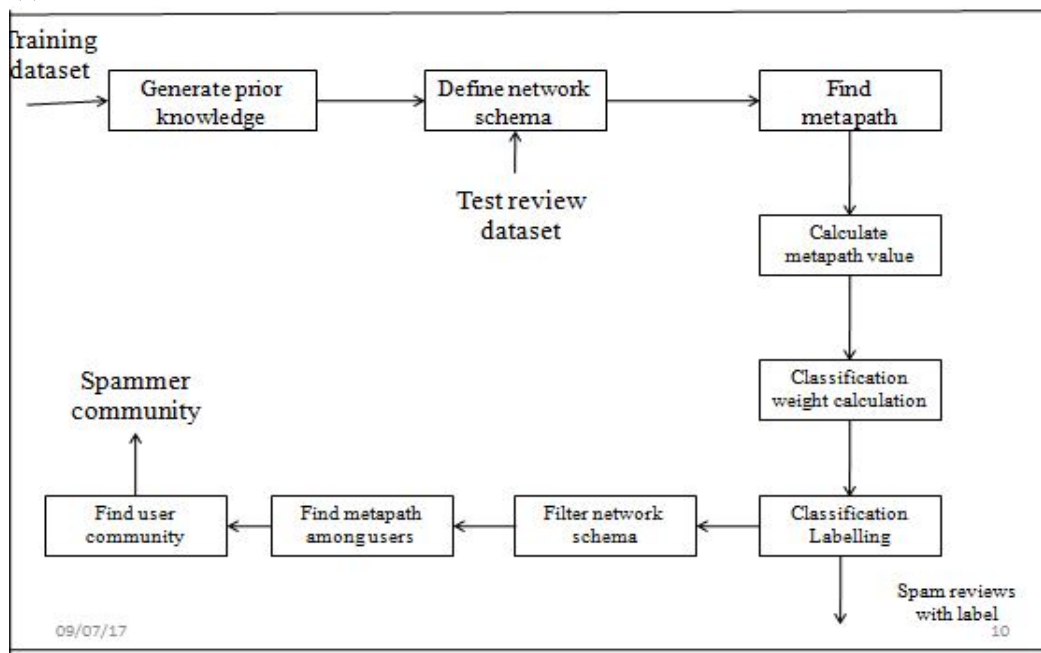 Training
dataset
Generate prior
knowledge
Define network
schema
Find
metapath
Test review
dataset
Calculate
metapath value
Classification
weight calculation
Spammer
community
Find user
community
Find metapath
among users
Filter network
schema
Classification
Labelling
Spam reviews
with label
09/07/17
10